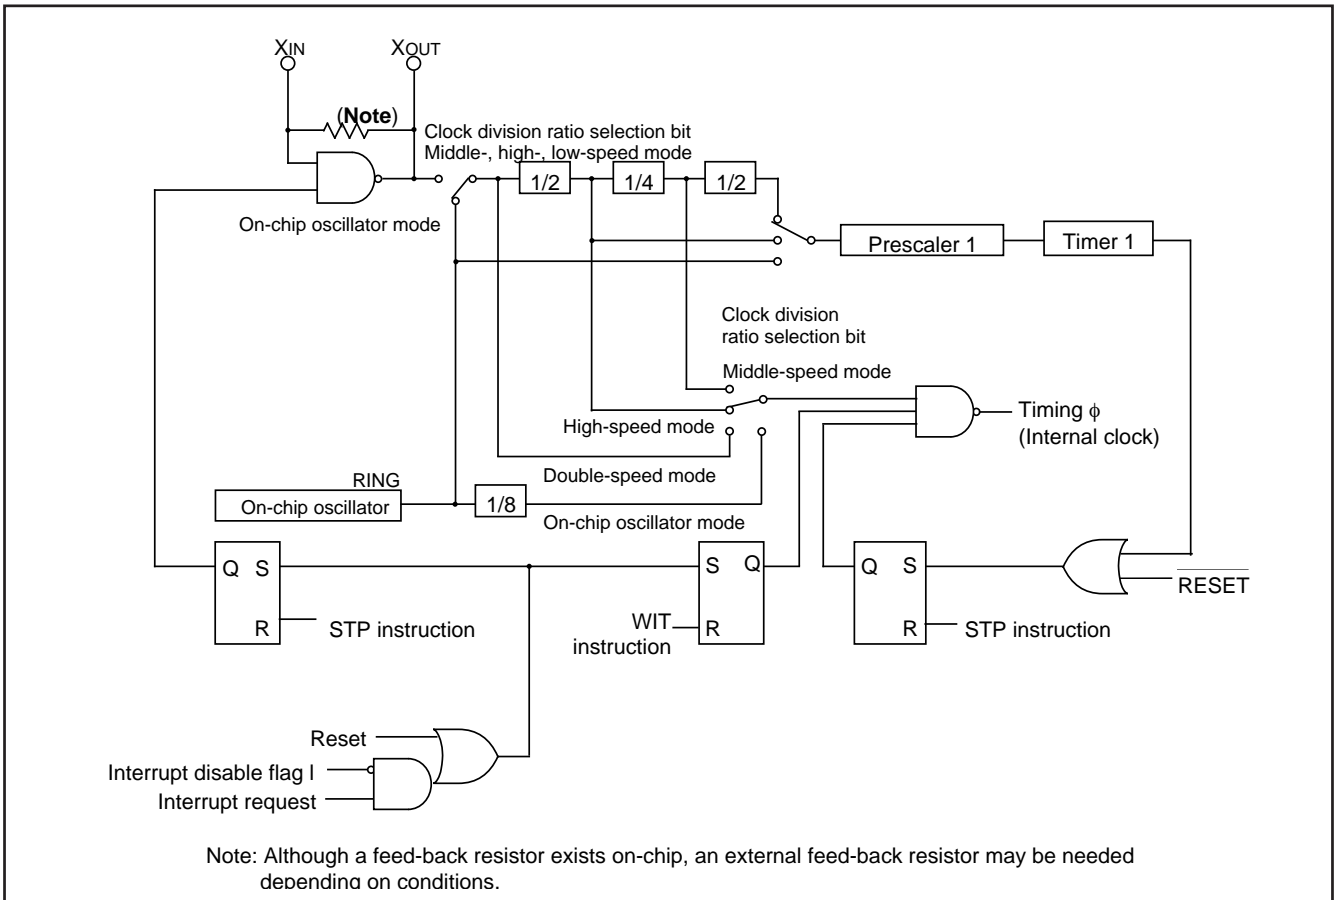 XIN
XOUT
(Note)
Clock division ratio selection bit
Middle-, high-, low-speed mode
1/2
1/4
1/2
On-chip oscillator mode
Prescaler 1
Timer 1
Clock division
ratio selection bit
Middle-speed mode
Timing ϕ
(Internal clock)
High-speed mode
Double-speed mode
RING
On-chip oscillator
1/8
On-chip oscillator mode
Q S
R
STP instruction
S Q
R
WIT
instruction
Q S
R
STP instruction
RESET
Reset
Interrupt disable flag I
Interrupt request
Note: Although a feed-back resistor exists on-chip, an external feed-back resistor may be needed
depending on conditions.